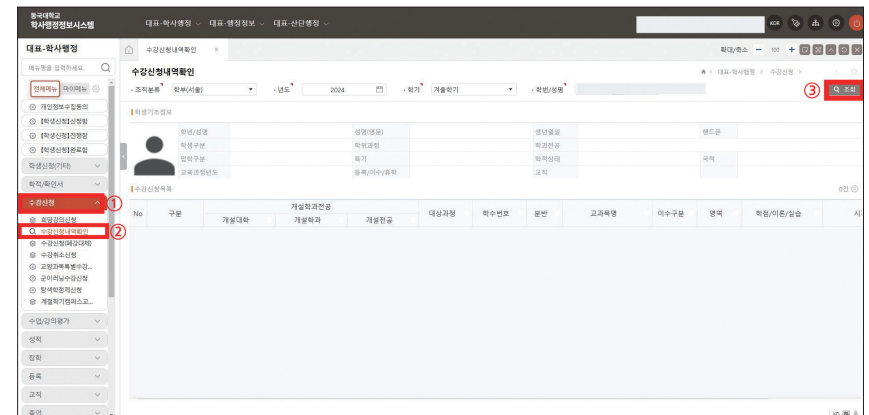 동국대학교
학사행정정보시스템
대표-학사행정 대표-행정정보 대표-산단행정
KOR
대표-학사행정
수강신청내역확인
확대/축소 - 100 +
메뉴명을 입력하세요.
수강신청내역확인
대표-학사행정 > 수강신청 >
전체메뉴 마이메뉴
• 조직분류 학부(서울) • 년도 2024 • 학기 겨울학기 • 학번/성명
③ 조회
개인정보수집동의
[학생신청]신청함
[학생신청]진행함
[학생신청]완료함
학생신청(기타)
학적/확인서
수강신청 ①
희망강의신청
수강신청내역확인 ②
수강신청(폐강대체)
수강취소신청
교양과목특별수강...
군이러닝수강신청
탐색학점제신청
계절학기캠퍼스교...
수업/강의평가
성적
장학
등록
교직
졸업
학생기초정보
학번/성명 성명(영문) 생년월일 핸드폰
학생구분 학위과정 학과전공
입학구분 특기 학적상태 국적
교육과정년도 등록/이수/휴학 교직
수강신청목록
0건
No 구분 개설학과전공 대상과정 학수번호 분반 교과목명 이수구분 영역 학점/이론/실습 시
개설대학 개설학과 개설전공